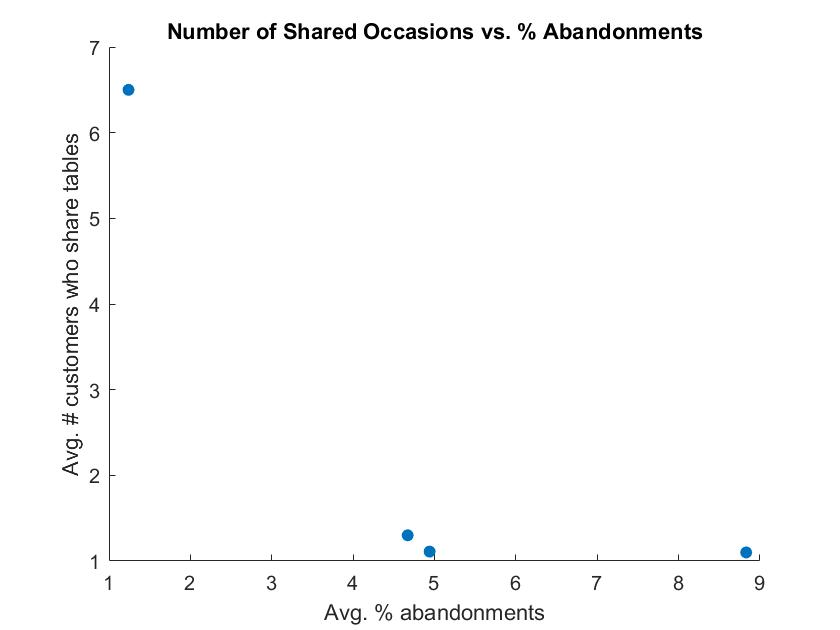 Number of Shared Occasions vs. % Abandonments
Avg. # customers who share tables
7
6
5
4
3
2
1
1 2 3 4 5 6 7 8 9
Avg. % abandonments